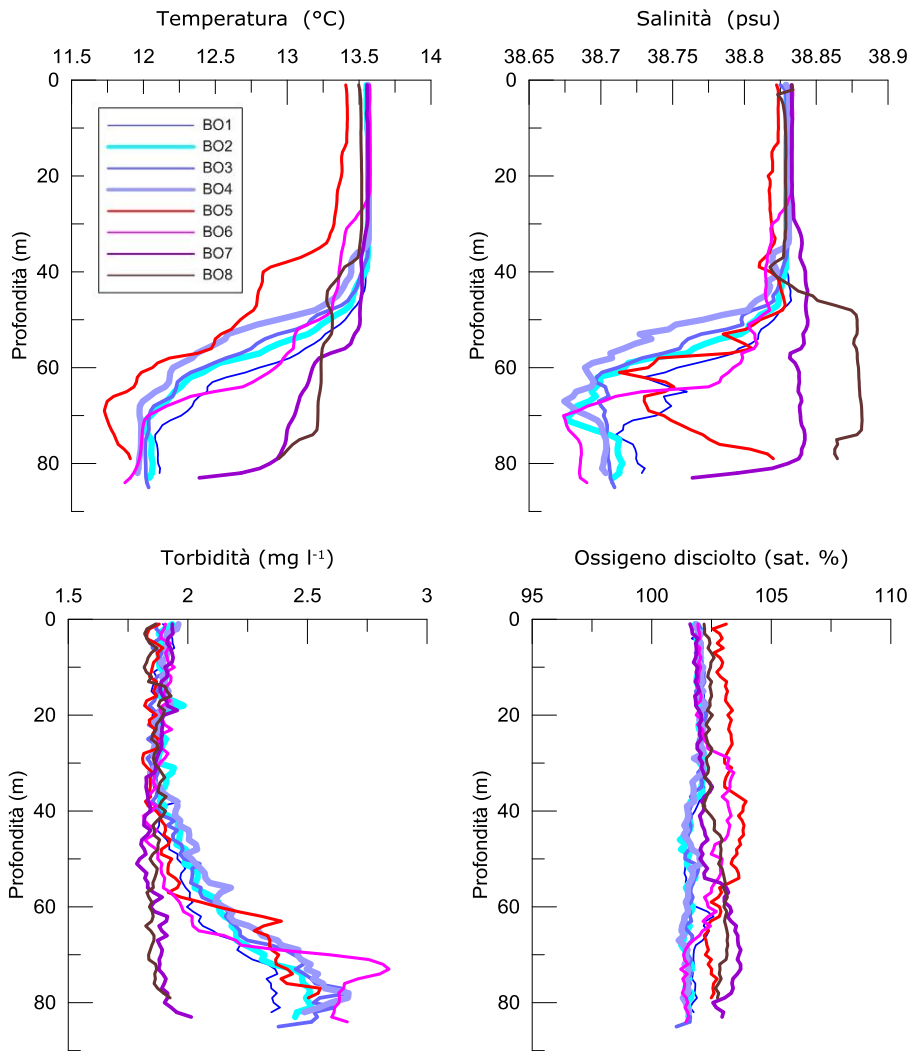 Temperatura (°C)
11.5 12 12.5 13 13.5 14
0
20
40
60
80
Profondità (m)
BO1
BO2
BO3
BO4
BO5
BO6
BO7
BO8
Salinità (psu)
38.65 38.7 38.75 38.8 38.85 38.9
0
20
40
60
80
Profondità (m)
Torbidità (mg l⁻¹)
1.5 2 2.5 3
0
20
40
60
80
Profondità (m)
Ossigeno disciolto (sat. %)
95 101 105 110
0
20
40
60
80
Profondità (m)